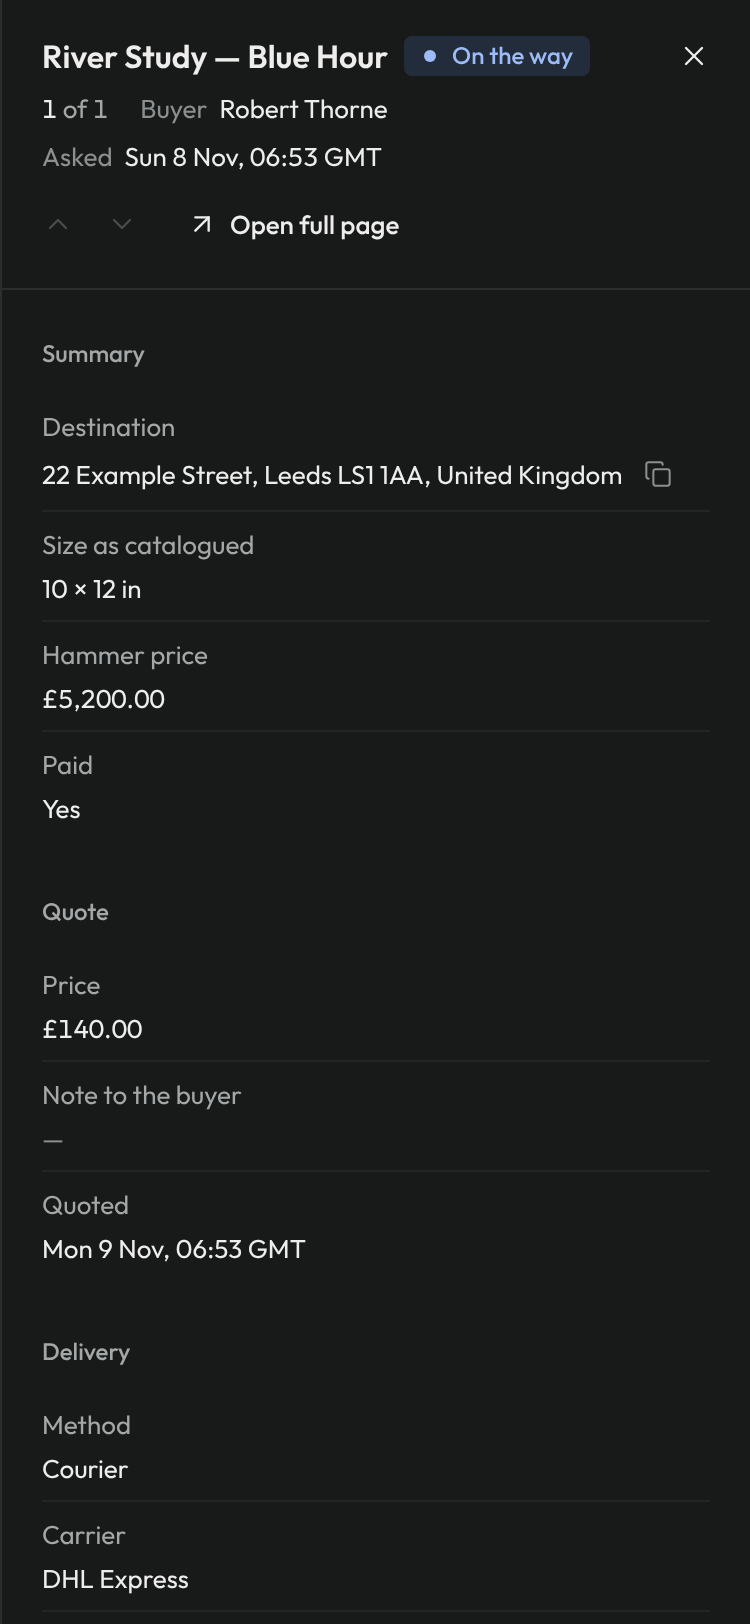 River Study — Blue Hour On the way
1 of 1 Buyer Robert Thorne
Asked Sun 8 Nov, 06:53 GMT
Open full page
Summary
Destination
22 Example Street, Leeds LS1 1AA, United Kingdom
Size as catalogued
10 × 12 in
Hammer price
£5,200.00
Paid
Yes
Quote
Price
£140.00
Note to the buyer
—
Quoted
Mon 9 Nov, 06:53 GMT
Delivery
Method
Courier
Carrier
DHL Express